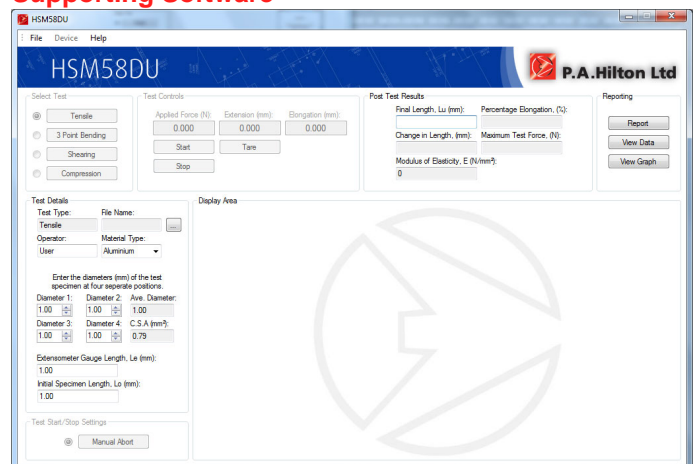 Supporting Software
HSM58DU
File Device Help
HSM58DU
P.A.Hilton Ltd
Select Test
Tensile
3 Point Bending
Shearing
Compression
Test Controls
Applied Force (N): Extension (mm): Elongation (mm):
0.000 0.000 0.000
Start Tare
Stop
Post Test Results
Final Length, Lu (mm): Percentage Elongation, (%):
Change in Length, (mm): Maximum Test Force, (N):
Modulus of Elasticity, E (N/mm²):
0
Reporting
Report
View Data
View Graph
Test Details
Test Type: File Name:
Tensile ...
Operator: Material Type:
User Aluminium
Enter the diameters (mm) of the test
specimen at four seperate positions.
Diameter 1: Diameter 2: Ave. Diameter:
1.00 1.00 1.00
Diameter 3: Diameter 4: C.S.A (mm²):
1.00 1.00 0.79
Extensometer Gauge Length, Le (mm):
1.00
Initial Specimen Length, Lo (mm):
1.00
Test Start/Stop Settings
Manual Abort
Display Area